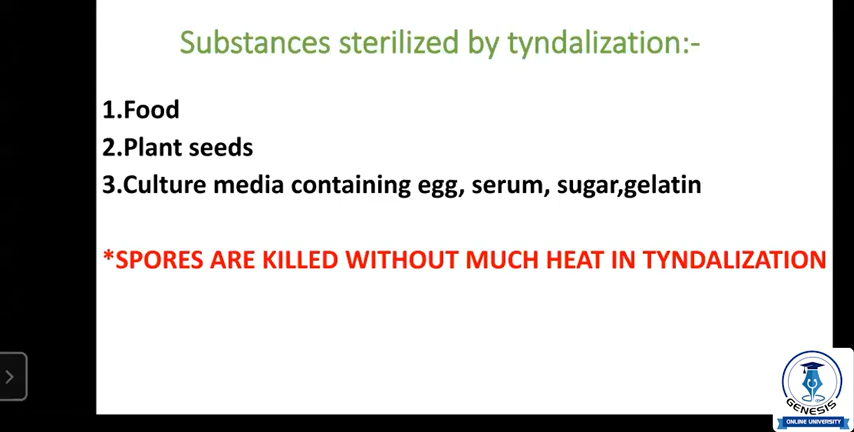 Substances sterilized by tyndalization:-
1.Food
2.Plant seeds
3.Culture media containing egg, serum, sugar,gelatin
*SPORES ARE KILLED WITHOUT MUCH HEAT IN TYNDALIZATION
GENESIS
ONLINE UNIVERSITY